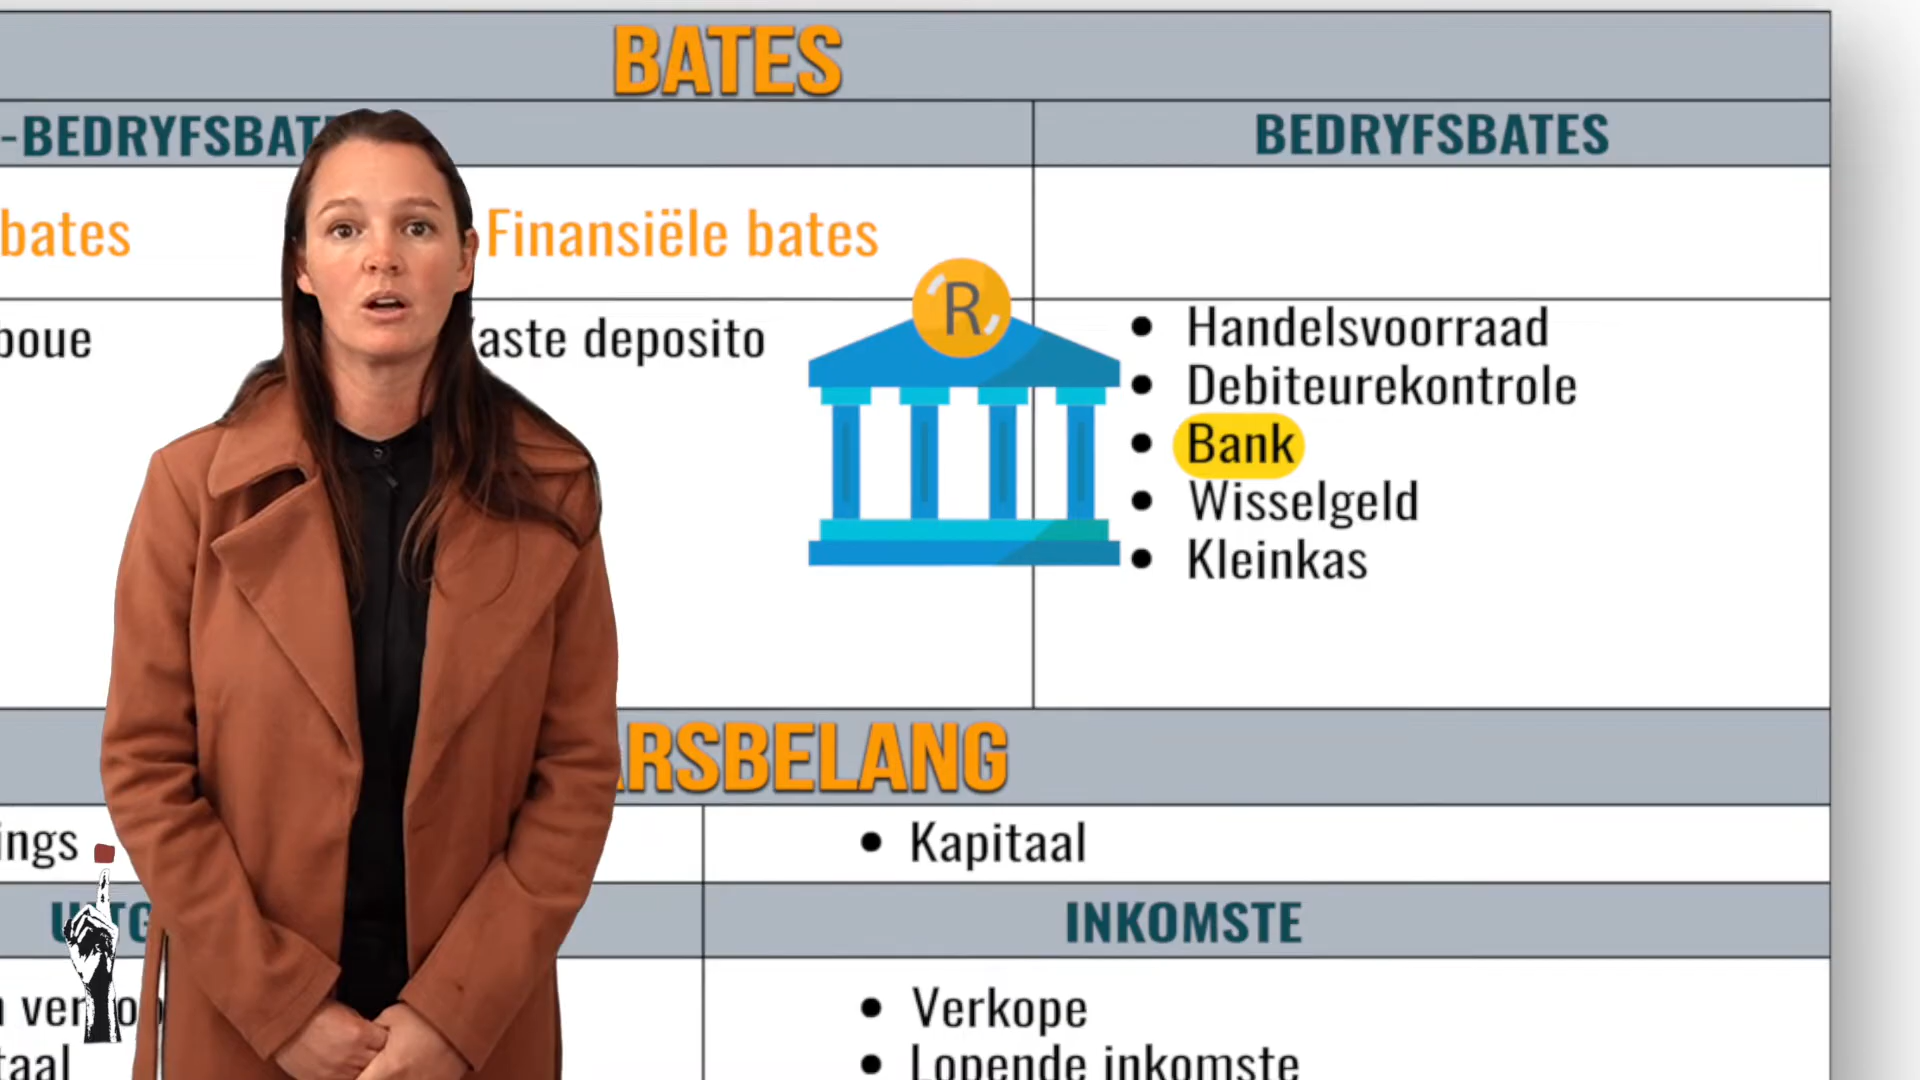 BATES
-BEDRYFSBAT
BEDRYFSBATES
bates
Finansiële bates
R
boue
aste deposito
Handelsvoorraad
Debiteurekontrole
Bank
Wisselgeld
Kleinkas
ARSBELANG
ings
Kapitaal
INKOMSTE
Verkope
taal
Lopende inkomste